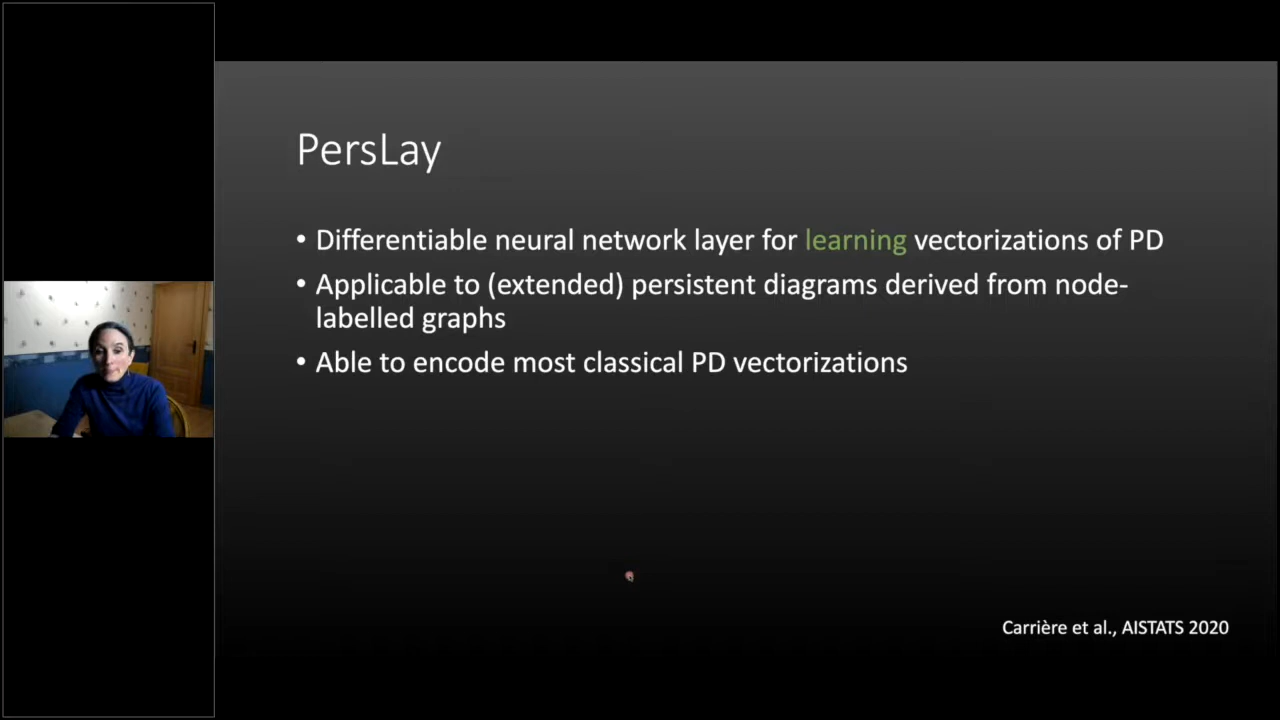 PersLay
• Differentiable neural network layer for learning vectorizations of PD
• Applicable to (extended) persistent diagrams derived from node-
labelled graphs
• Able to encode most classical PD vectorizations
Carrière et al., AISTATS 2020